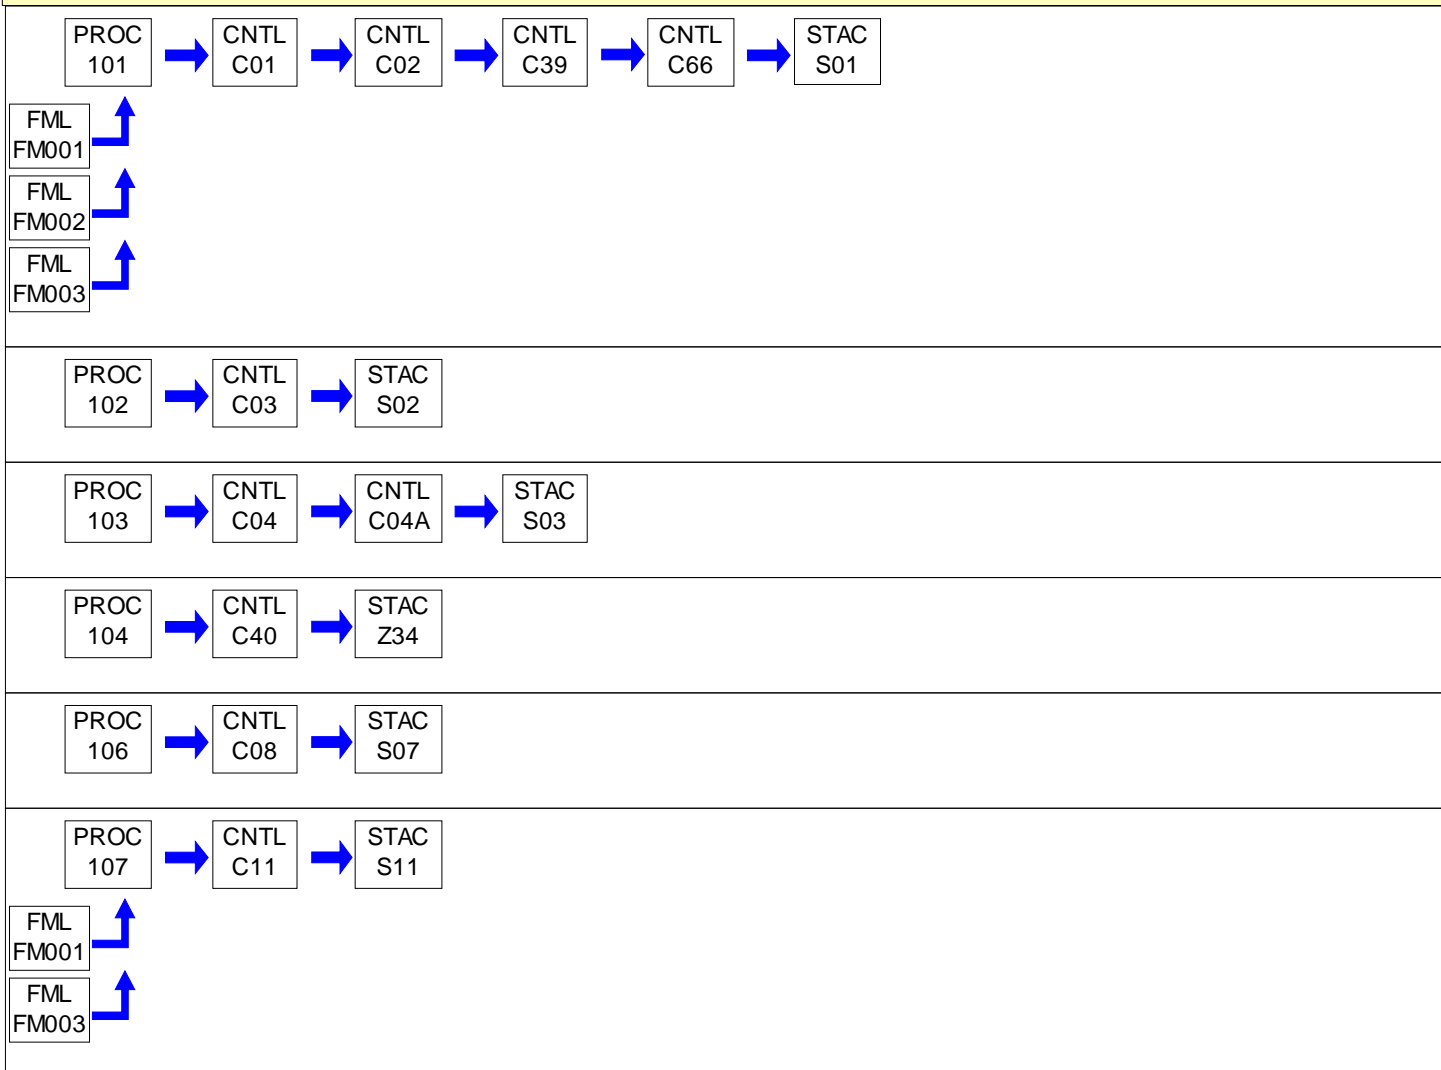 PROC CNTL CNTL CNTL CNTL STAC
101 C01 C02 C39 C66 S01
FML
FM001
FML
FM002
FML
FM003
PROC CNTL STAC
102 C03 S02
PROC CNTL CNTL STAC
103 C04 C04A S03
PROC CNTL STAC
104 C40 Z34
PROC CNTL STAC
106 C08 S07
PROC CNTL STAC
107 C11 S11
FML
FM001
FML
FM003